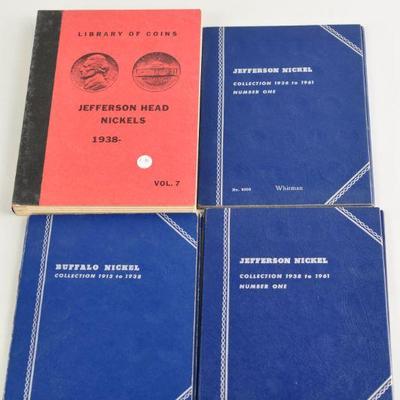 LIBRARY OF COINS
JEFFERSON HEAD
NICKELS
1938-
VOL. 7
JEFFERSON NICKEL
COLLECTION 1938 to 1961
NUMBER ONE
Whitman
BUFFALO NICKEL
COLLECTION 1913 to 1938
JEFFERSON NICKEL
COLLECTION 1938 to 1961
NUMBER ONE